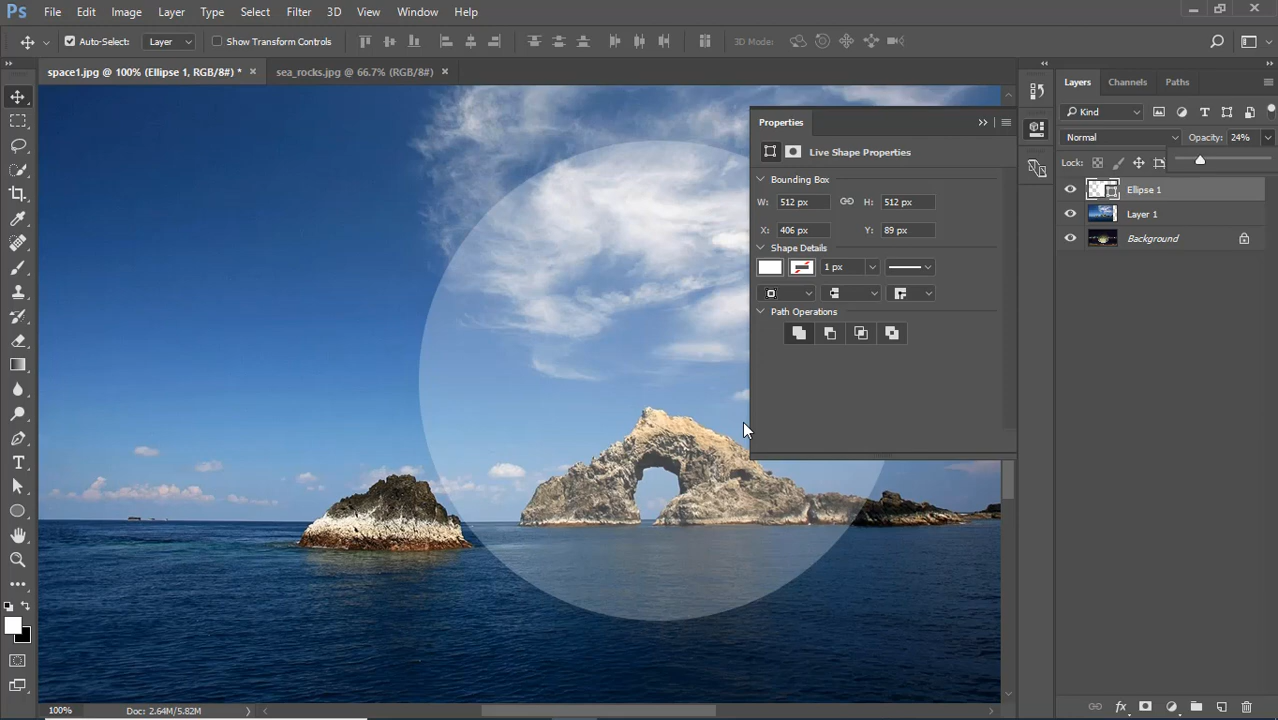 Ps File Edit Image Layer Type Select Filter 3D View Window Help
Auto-Select: Layer Show Transform Controls 3D Mode:
space1.jpg @ 100% (Ellipse 1, RGB/8#) * sea_rocks.jpg @ 66.7% (RGB/8#)
Properties
Live Shape Properties
Bounding Box
W: 512 px H: 512 px
X: 406 px Y: 89 px
Shape Details
1 px
Path Operations
Layers Channels Paths
Kind
Normal Opacity: 24%
Lock:
Ellipse 1
Layer 1
Background
100% Doc: 2.64M/5.82M